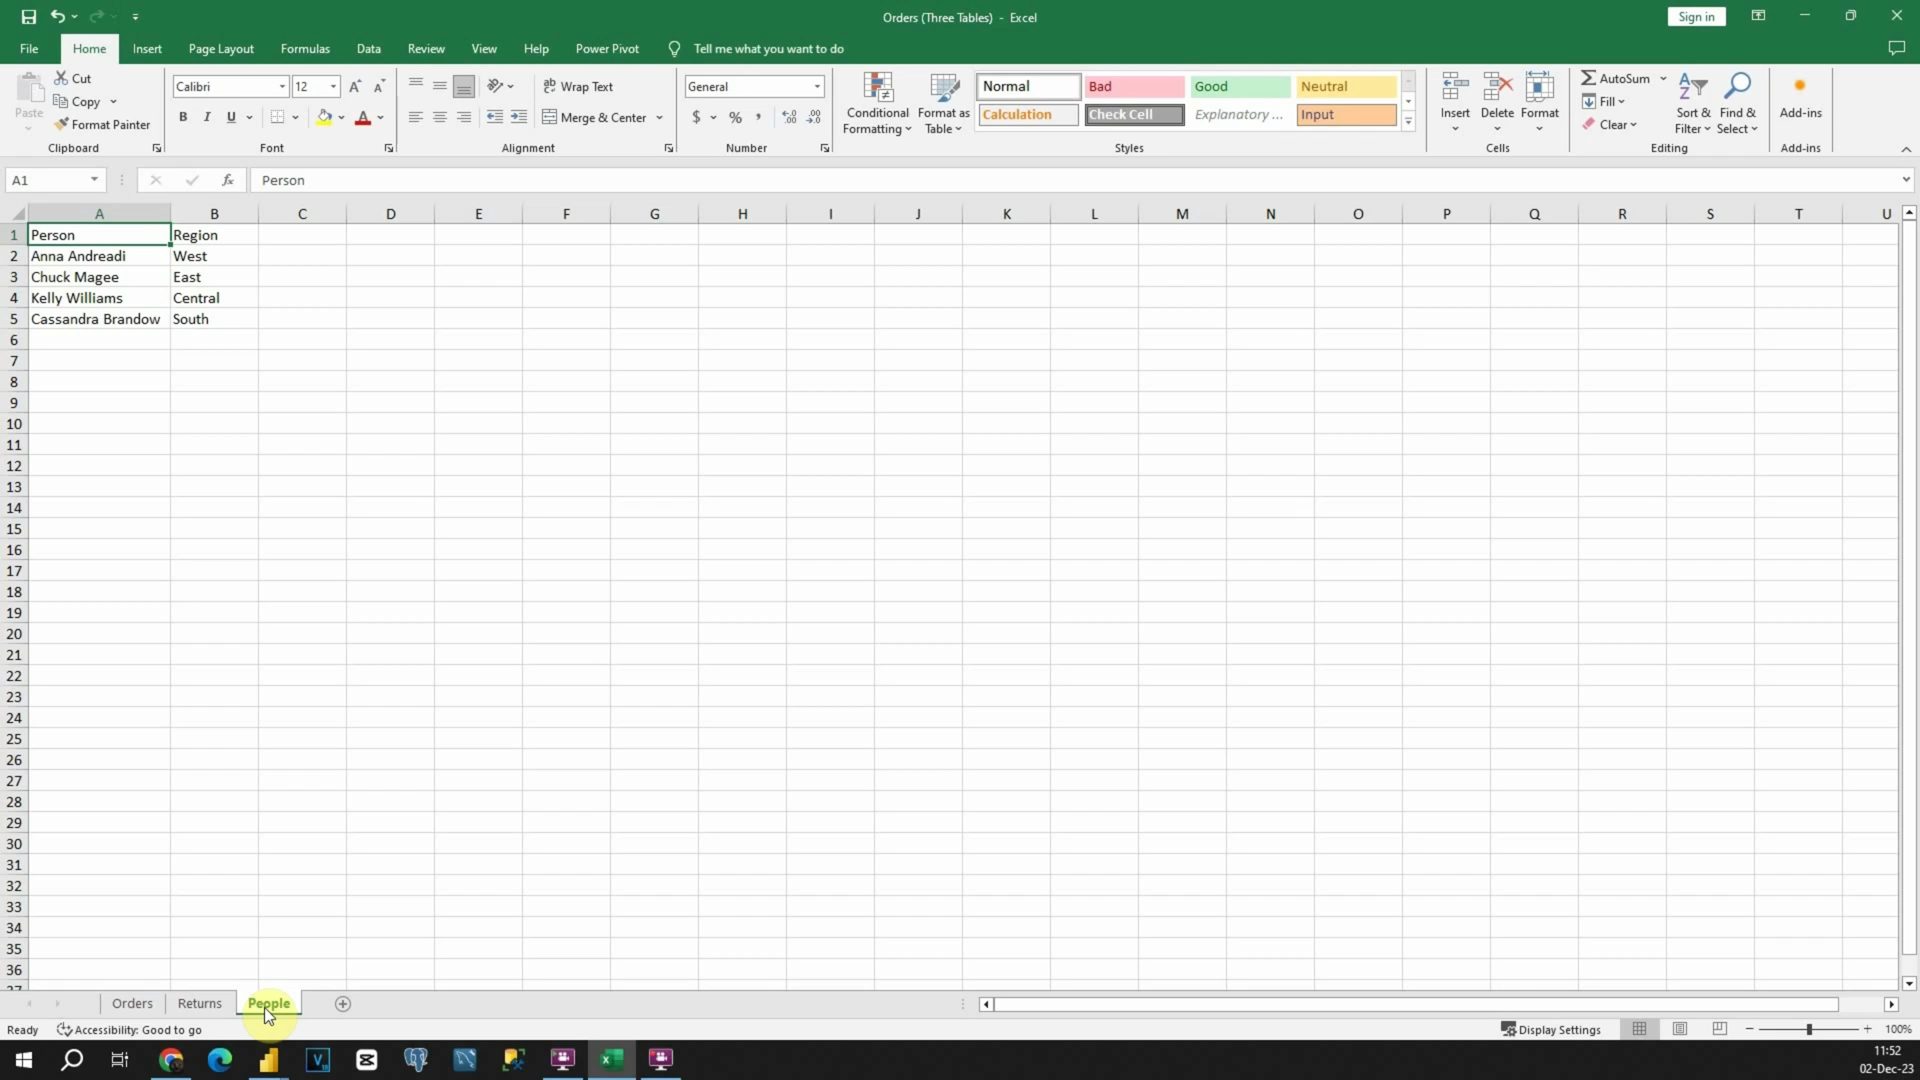 Orders (Three Tables) - Excel
Sign in
File Home Insert Page Layout Formulas Data Review View Help Power Pivot Tell me what you want to do
Paste
Cut
Copy
Format Painter
Clipboard
Calibri 12
B I U
Font
Wrap Text
Merge & Center
Alignment
General
$ %
Number
Conditional Formatting
Format as Table
Normal Bad Good Neutral
Calculation Check Cell Explanatory ... Input
Styles
Insert Delete Format
Cells
AutoSum
Fill
Clear
Sort & Filter
Find & Select
Editing
Add-ins
Add-ins
A1 fx Person
A B C D E F G H I J K L M N O P Q R S T U
1 Person Region
2 Anna Andreadi West
3 Chuck Magee East
4 Kelly Williams Central
5 Cassandra Brandow South
6
7
8
9
10
11
12
13
14
15
16
17
18
19
20
21
22
23
24
25
26
27
28
29
30
31
32
33
34
35
36
37
Orders Returns People
Ready Accessibility: Good to go Display Settings 100%
11:52
02-Dec-23